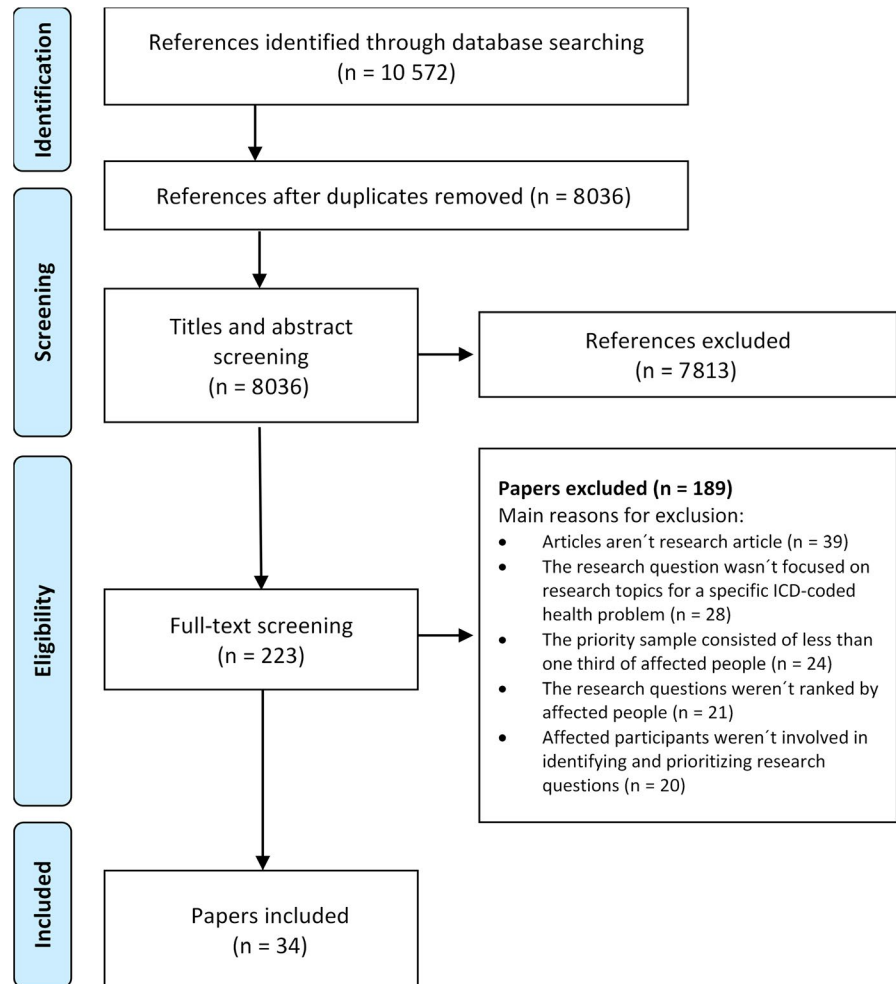 Identification
References identified through database searching
(n = 10 572)
References after duplicates removed (n = 8036)
Screening
Titles and abstract
screening
(n = 8036)
References excluded
(n = 7813)
Eligibility
Full-text screening
(n = 223)
Papers excluded (n = 189)
Main reasons for exclusion:
• Articles aren´t research article (n = 39)
• The research question wasn´t focused on
research topics for a specific ICD-coded
health problem (n = 28)
• The priority sample consisted of less than
one third of affected people (n = 24)
• The research questions weren´t ranked by
affected people (n = 21)
• Affected participants weren´t involved in
identifying and prioritizing research
questions (n = 20)
Included
Papers included
(n = 34)